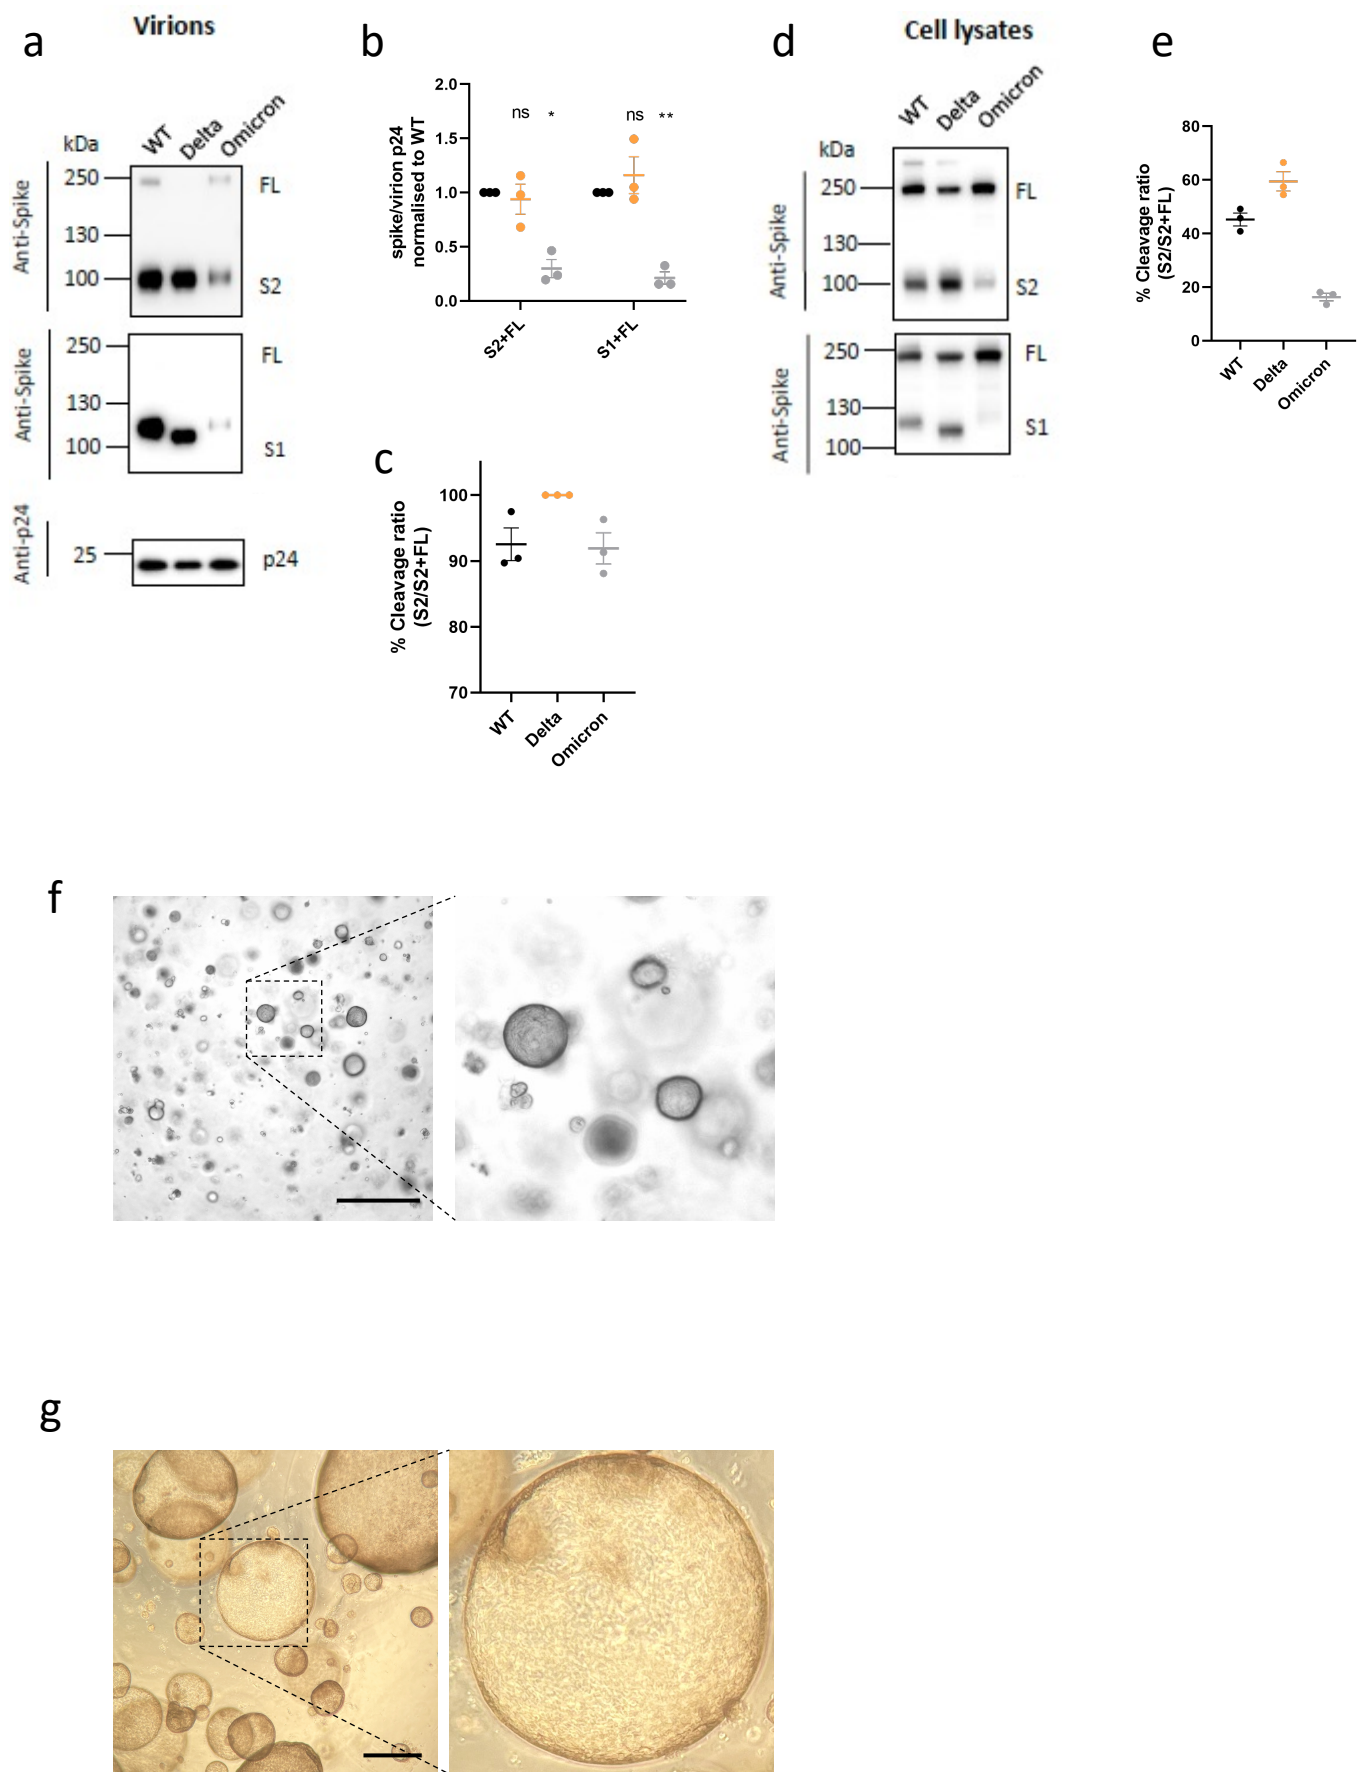 a
Virions
kDa
WT
Delta
Omicron
Anti-Spike
250
130
100
FL
S2
Anti-Spike
250
130
100
FL
S1
Anti-p24
25
p24
b
spike/virion p24
normalised to WT
2.0
1.5
1.0
0.5
0.0
ns
*
ns
**
S2+FL
S1+FL
c
% Cleavage ratio
(S2/S2+FL)
100
90
80
70
WT
Delta
Omicron
d
Cell lysates
kDa
WT
Delta
Omicron
Anti-Spike
250
130
100
FL
S2
Anti-Spike
250
130
100
FL
S1
e
% Cleavage ratio
(S2/S2+FL)
80
60
40
20
0
WT
Delta
Omicron
f
g